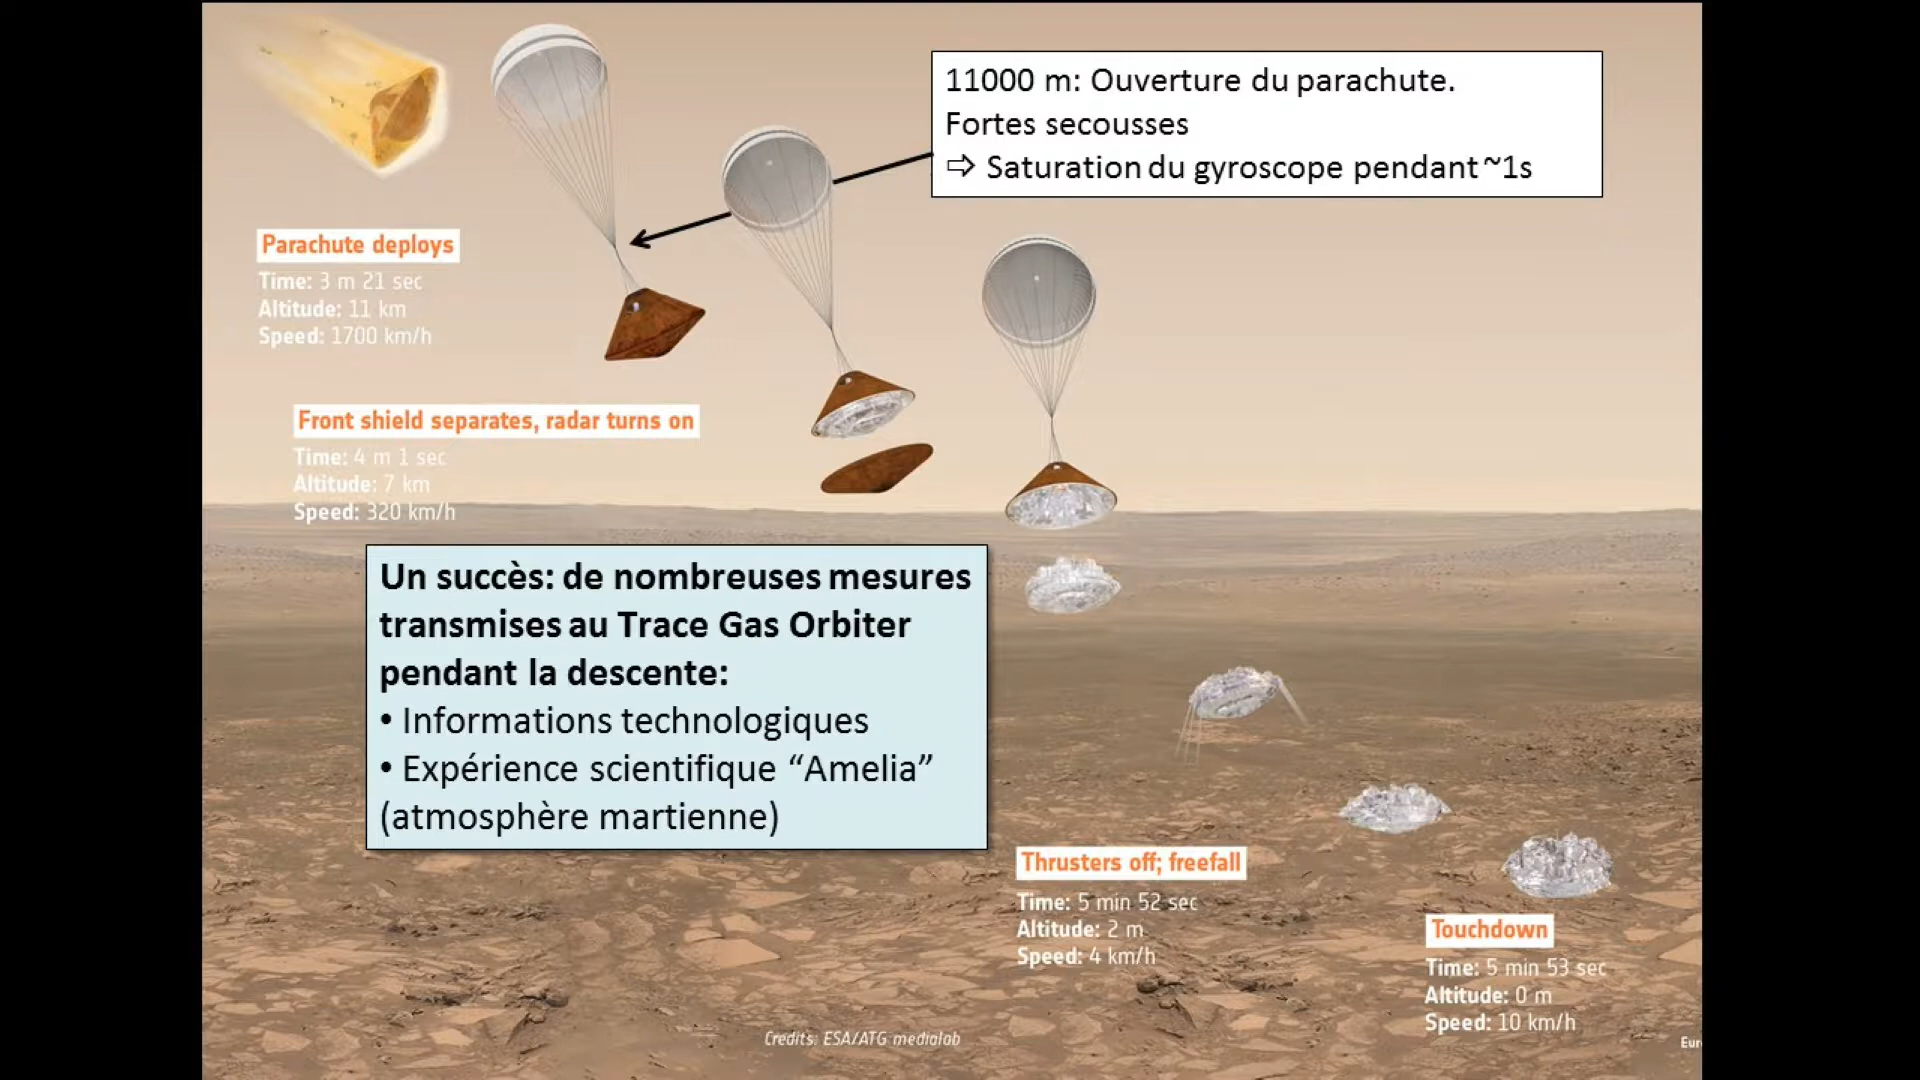 11000 m: Ouverture du parachute.
Fortes secousses
⇨ Saturation du gyroscope pendant ~1s
Parachute deploys
Time: 3 m 21 sec
Altitude: 11 km
Speed: 1700 km/h
Front shield separates, radar turns on
Time: 4 m 1 sec
Altitude: 7 km
Speed: 320 km/h
Un succès: de nombreuses mesures
transmises au Trace Gas Orbiter
pendant la descente:
• Informations technologiques
• Expérience scientifique “Amelia”
(atmosphère martienne)
Thrusters off; freefall
Time: 5 min 52 sec
Altitude: 2 m
Speed: 4 km/h
Touchdown
Time: 5 min 53 sec
Altitude: 0 m
Speed: 10 km/h
Credits: ESA/ATG medialab